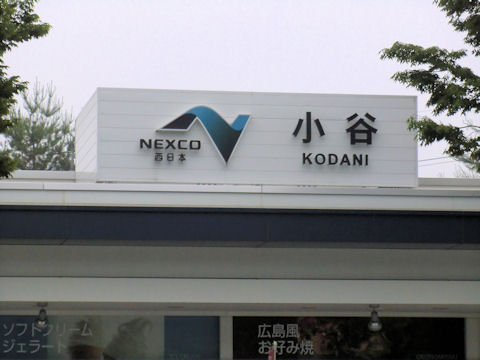 NEXCO
西日本
小谷
KODANI
ソフトクリーム
ジェラート
広島風
お好み焼